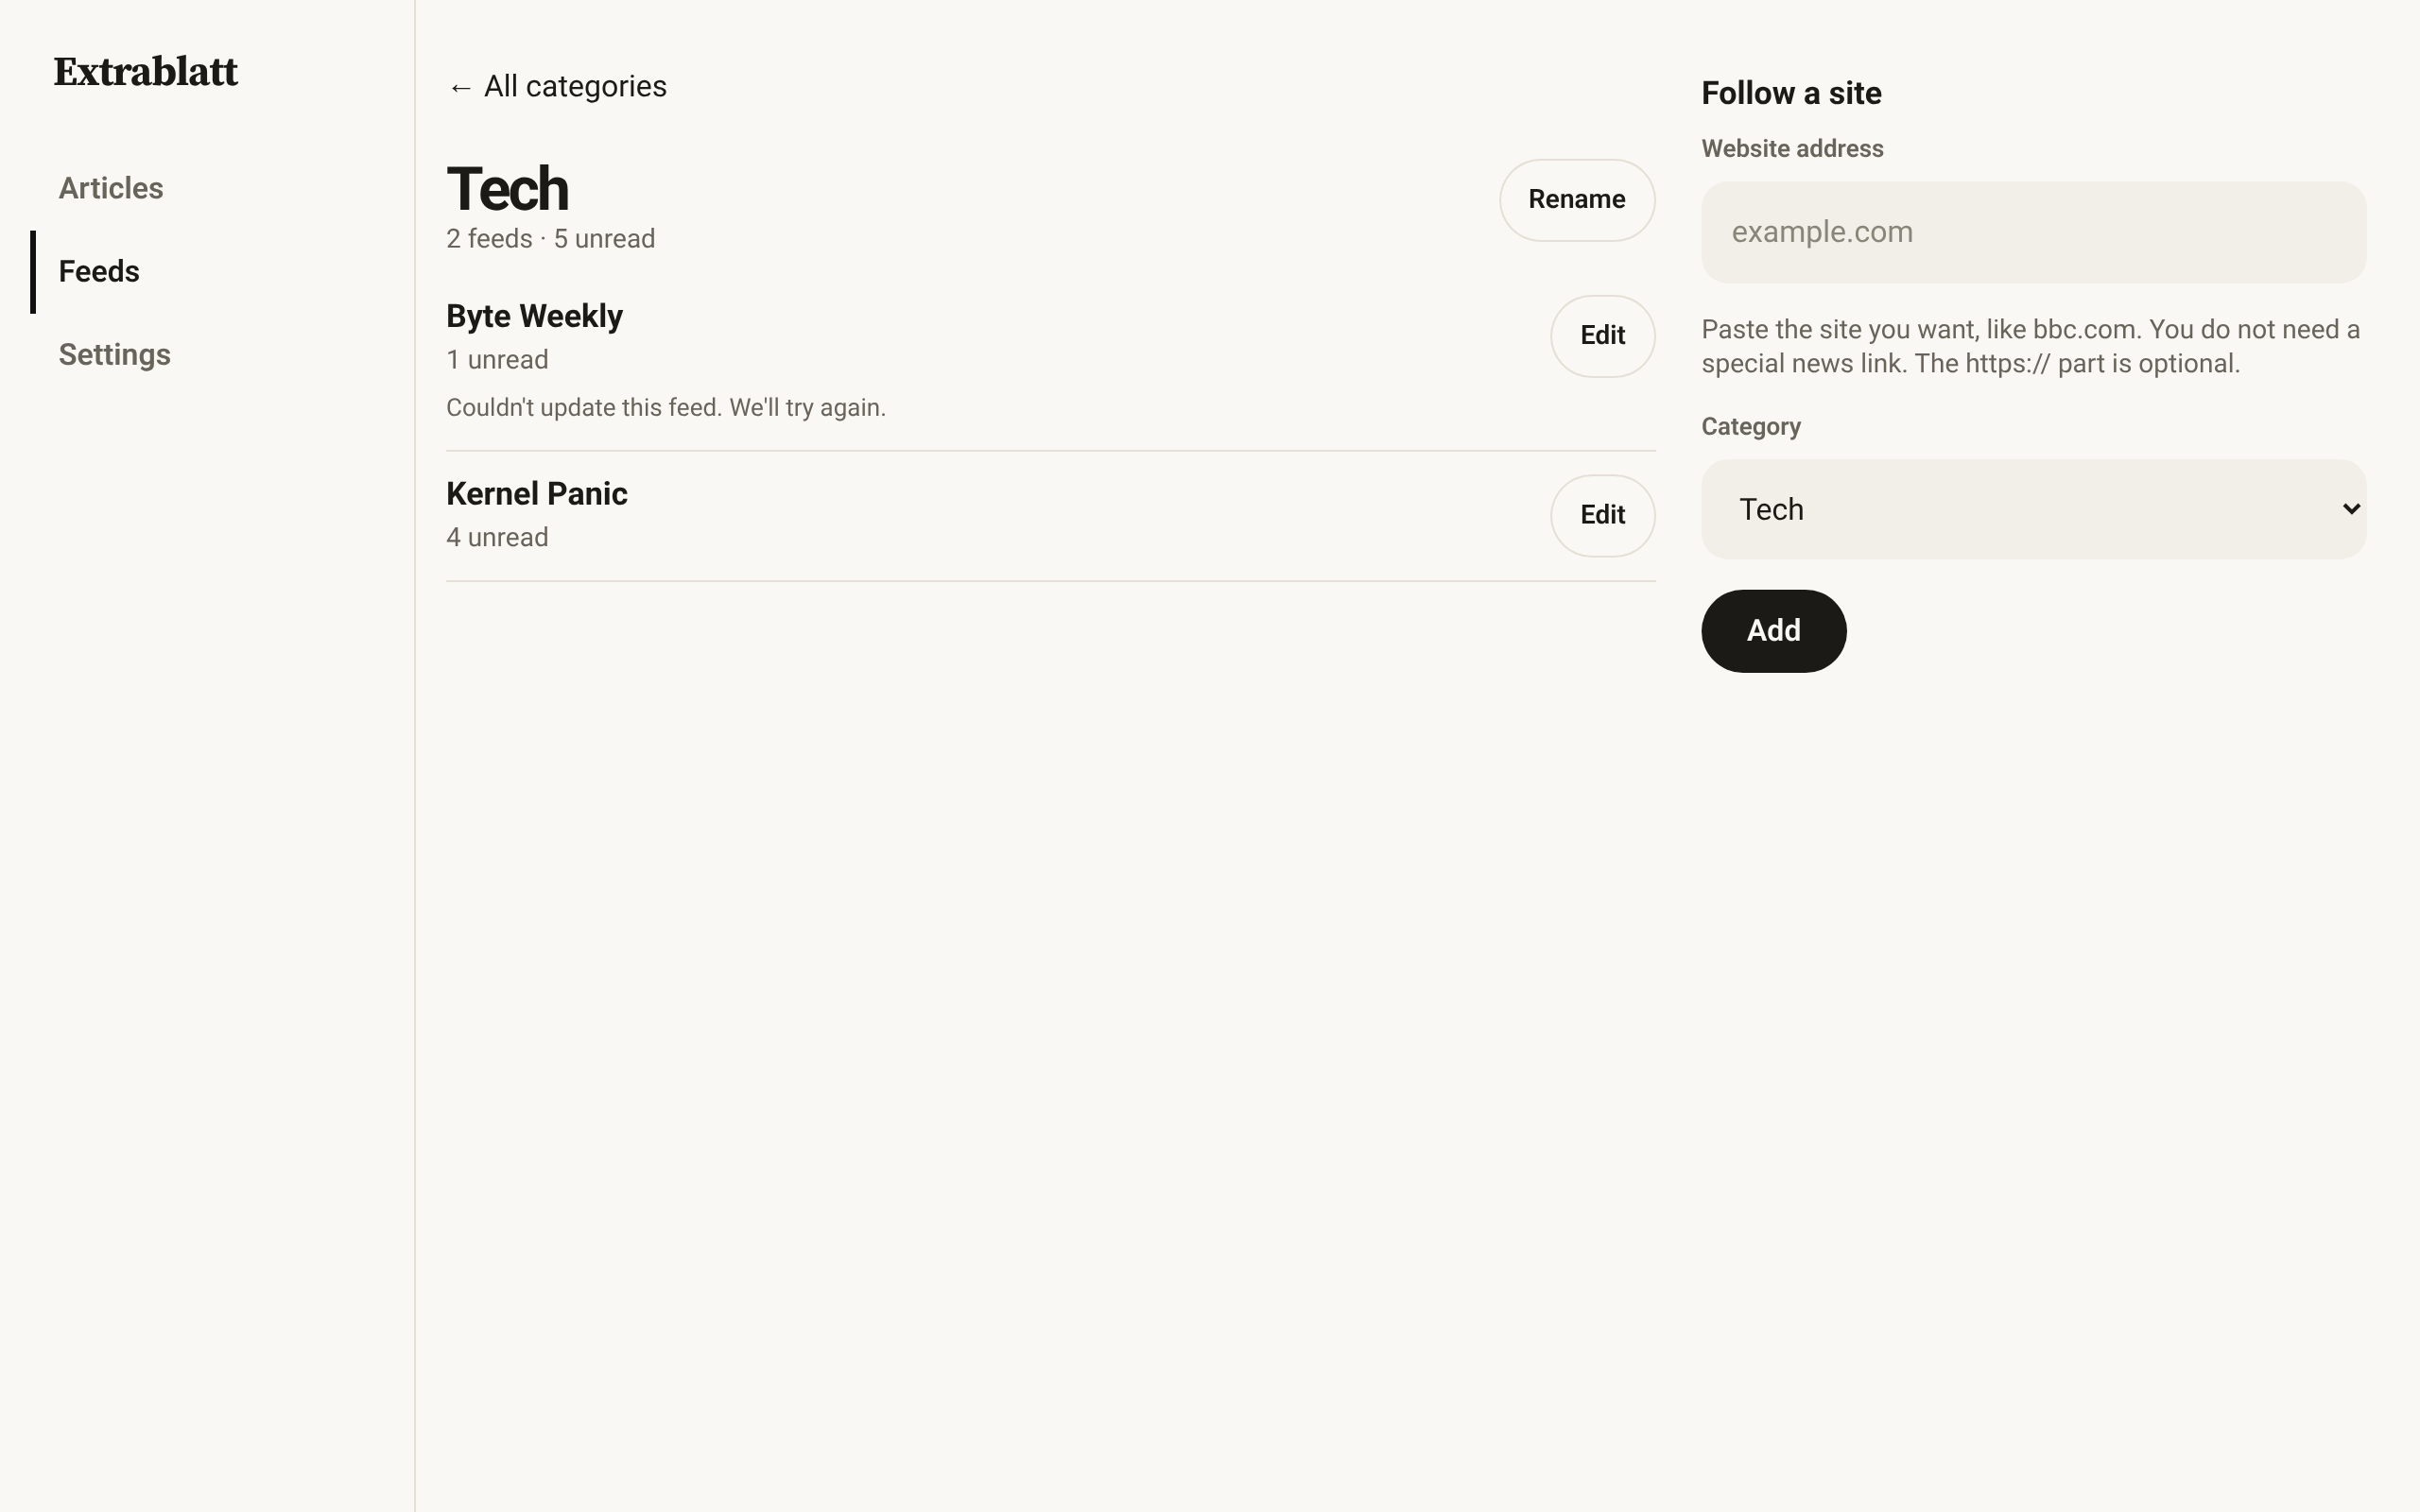 Extrablatt
Articles
Feeds
Settings
← All categories
Tech
2 feeds · 5 unread
Rename
Byte Weekly
1 unread
Couldn't update this feed. We'll try again.
Edit
Kernel Panic
4 unread
Edit
Follow a site
Website address
example.com
Paste the site you want, like bbc.com. You do not need a
special news link. The https:// part is optional.
Category
Tech
Add